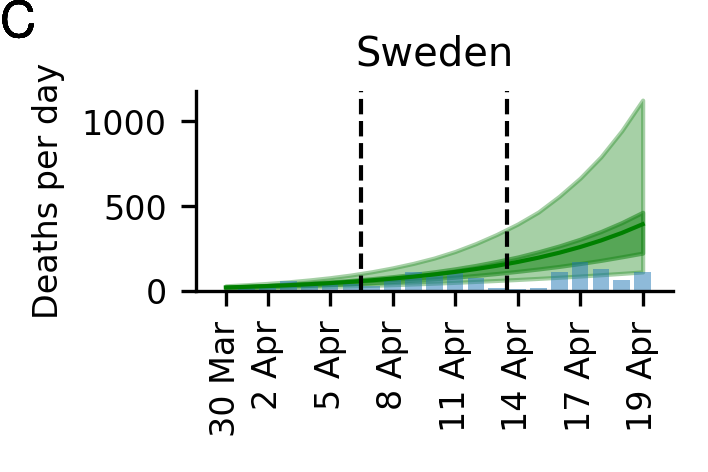 C
Sweden
Deaths per day
1000
500
0
30 Mar
2 Apr
5 Apr
8 Apr
11 Apr
14 Apr
17 Apr
19 Apr